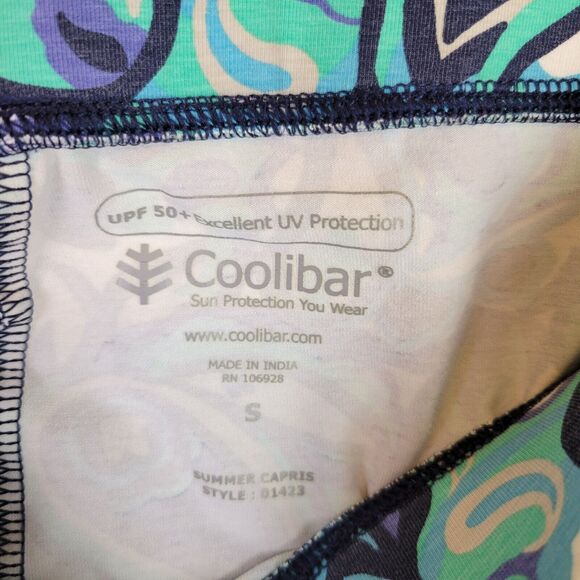 UPF 50+ Excellent UV Protection
Coolibar®
Sun Protection You Wear
www.coolibar.com
MADE IN INDIA
RN 106928
S
SUMMER CAPRIS
STYLE : 01423